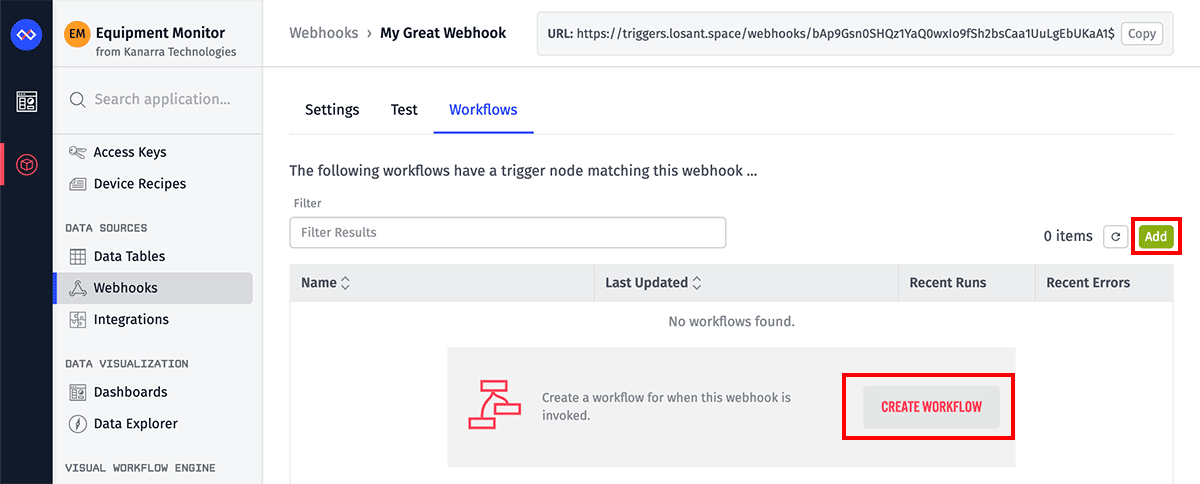 EM
Equipment Monitor
from Kanarra Technologies
Webhooks › My Great Webhook
URL: https://triggers.losant.space/webhooks/bAp9Gsn0SHQz1YaQ0wxIo9fSh2bsCaa1UuLgEbUKaA1$
Copy
Search application...
Access Keys
Device Recipes
DATA SOURCES
Data Tables
Webhooks
Integrations
DATA VISUALIZATION
Dashboards
Data Explorer
VISUAL WORKFLOW ENGINE
Settings Test Workflows
The following workflows have a trigger node matching this webhook ...
Filter
Filter Results
0 items
Add
Name Last Updated Recent Runs Recent Errors
No workflows found.
Create a workflow for when this webhook is
invoked.
CREATE WORKFLOW